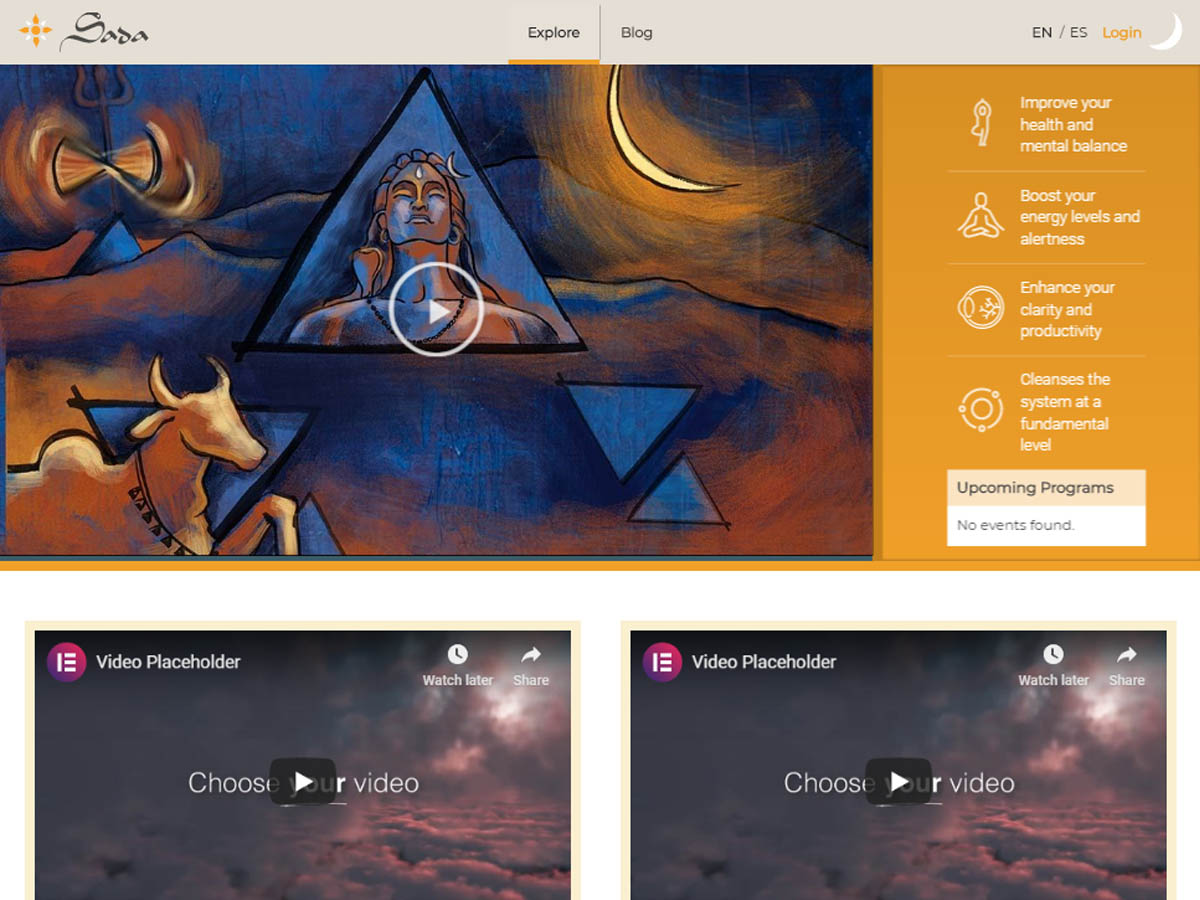 Sada
Explore
Blog
EN / ES
Login
Improve your
health and
mental balance
Boost your
energy levels and
alertness
Enhance your
clarity and
productivity
Cleanses the
system at a
fundamental
level
Upcoming Programs
No events found.
Video Placeholder
Watch later
Share
Choose your video
Video Placeholder
Watch later
Share
Choose your video